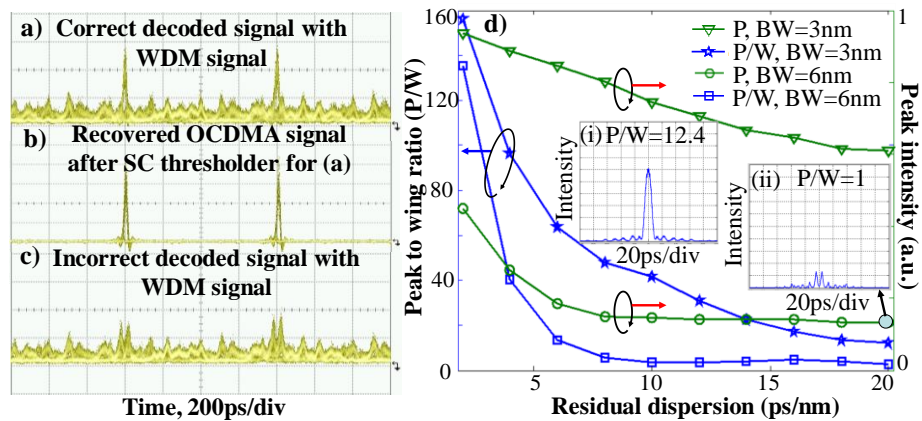 a)
Correct decoded signal with
WDM signal
b)
Recovered OCDMA signal
after SC thresholder for (a)
c)
Incorrect decoded signal with
WDM signal
Time, 200ps/div
d
160
120
80
40
0
Peak to wing ratio (P/W)
5
10
15
20
Residual dispersion (ps/nm)
1
0
Peak intensity (a.u.)
P, BW=3nm
P/W, BW=3nm
P, BW=6nm
P/W, BW=6nm
(i)
P/W=12.4
Intensity
20ps/div
(ii)
P/W=1
Intensity
20ps/div